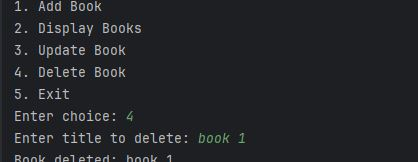 1. Add Book
2. Display Books
3. Update Book
4. Delete Book
5. Exit
Enter choice: 4
Enter title to delete: book 1
Book deleted: book 1